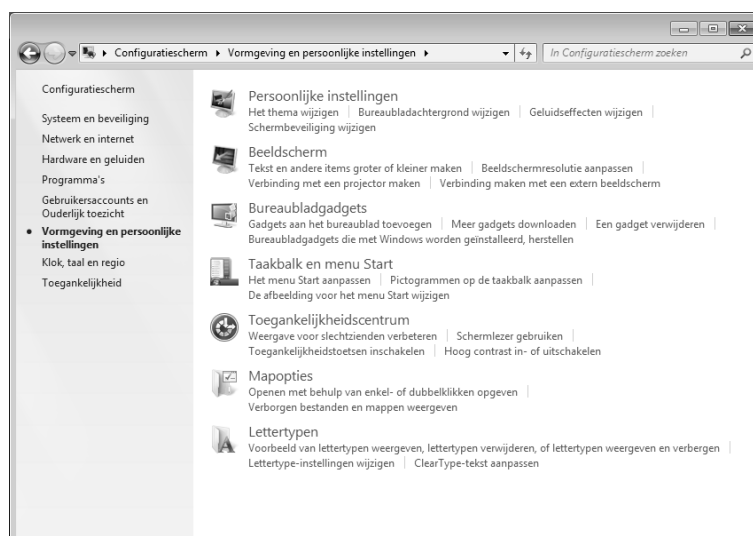 Configuratiescherm
Vormgeving en persoonlijke instellingen
In Configuratiescherm zoeken
Configuratiescherm
Systeem en beveiliging
Netwerk en internet
Hardware en geluiden
Programma's
Gebruikersaccounts en
Ouderlijk toezicht
Vormgeving en persoonlijke
instellingen
Klok, taal en regio
Toegankelijkheid
Persoonlijke instellingen
Het thema wijzigen Bureaubladachtergrond wijzigen Geluidseffecten wijzigen
Schermbeveiliging wijzigen
Beeldscherm
Tekst en andere items groter of kleiner maken Beeldschermresolutie aanpassen
Verbinding met een projector maken Verbinding maken met een extern beeldscherm
Bureaubladgadgets
Gadgets aan het bureaublad toevoegen Meer gadgets downloaden Een gadget verwijderen
Bureaubladgadgets die met Windows worden geïnstalleerd, herstellen
Taakbalk en menu Start
Het menu Start aanpassen Pictogrammen op de taakbalk aanpassen
De afbeelding voor het menu Start wijzigen
Toegankelijkheidscentrum
Weergave voor slechtzienden verbeteren Schermlezer gebruiken
Toegankelijkheidstoetsen inschakelen Hoog contrast in- of uitschakelen
Mapopties
Openen met behulp van enkel- of dubbelklikken opgeven
Verborgen bestanden en mappen weergeven
Lettertypen
Voorbeeld van lettertypen weergeven, lettertypen verwijderen, of lettertypen weergeven en verbergen
Lettertype-instellingen wijzigen ClearType-tekst aanpassen